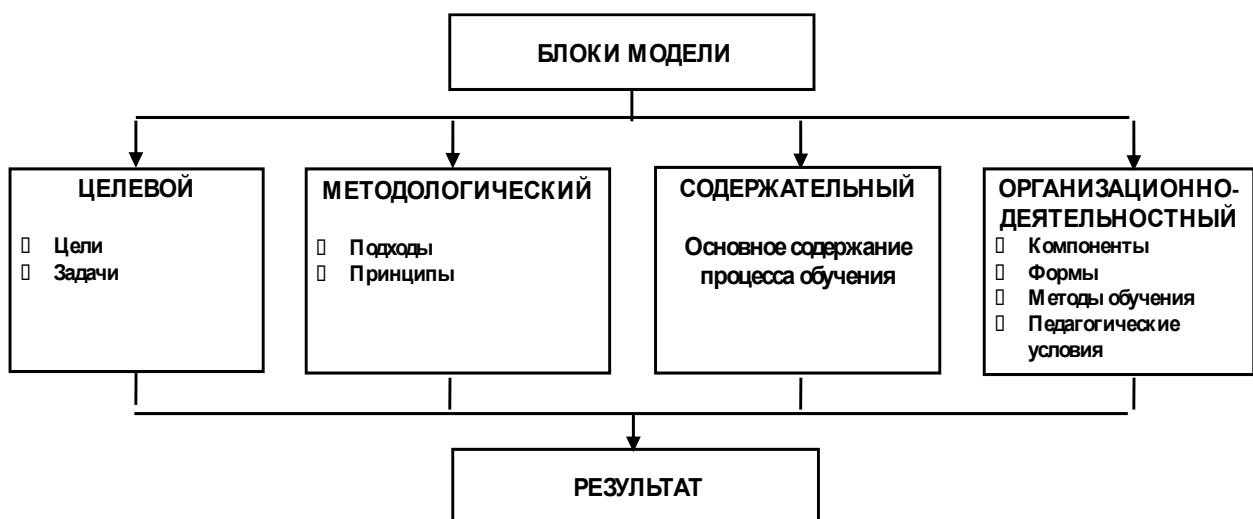 БЛОКИ МОДЕЛИ
ЦЕЛЕВОЙ
Цели
Задачи
МЕТОДОЛОГИЧЕСКИЙ
Подходы
Принципы
СОДЕРЖАТЕЛЬНЫЙ
Основное содержание
процесса обучения
ОРГАНИЗАЦИОННО-
ДЕЯТЕЛЬНОСТНЫЙ
Компоненты
Формы
Методы обучения
Педагогические
условия
РЕЗУЛЬТАТ